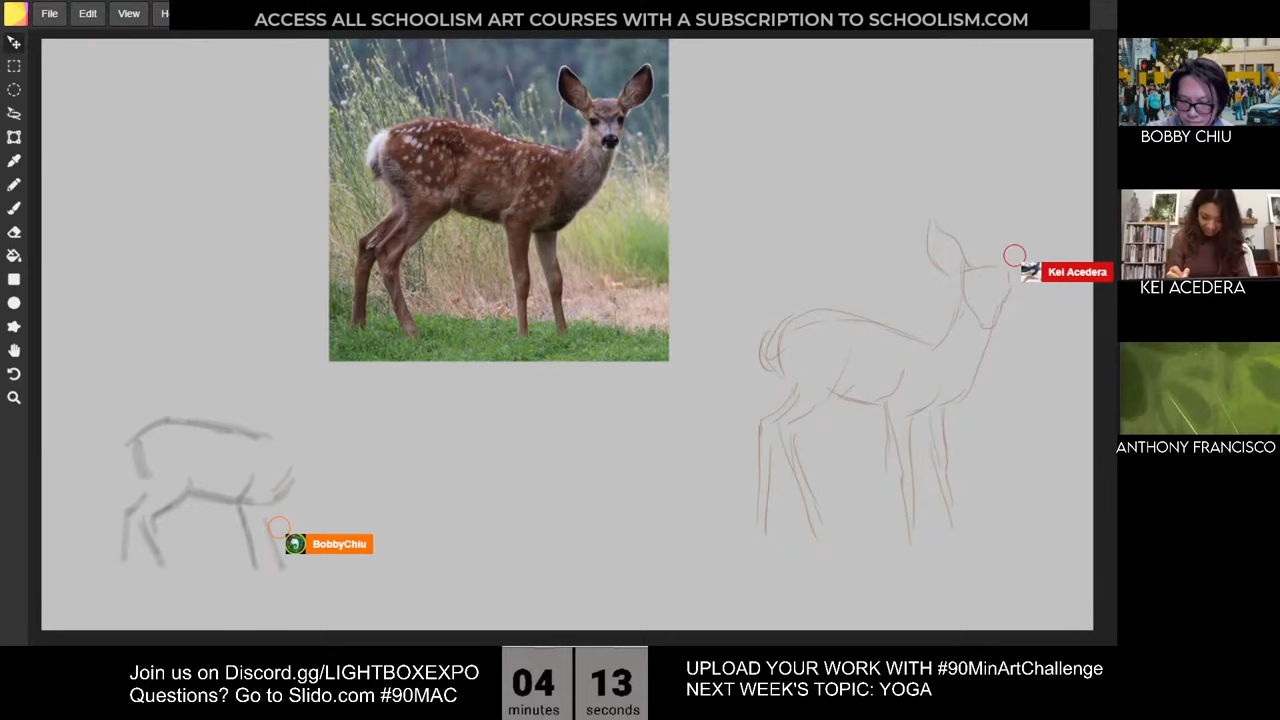 ACCESS ALL SCHOOLISM ART COURSES WITH A SUBSCRIPTION TO SCHOOLISM.COM
File Edit View
BOBBY CHIU
Kei Acedera
KEI ACEDERA
ANTHONY FRANCISCO
BobbyChiu
Join us on Discord.gg/LIGHTBOXEXPO
Questions? Go to Slido.com #90MAC
04 13
minutes seconds
UPLOAD YOUR WORK WITH #90MinArtChallenge
NEXT WEEK'S TOPIC: YOGA